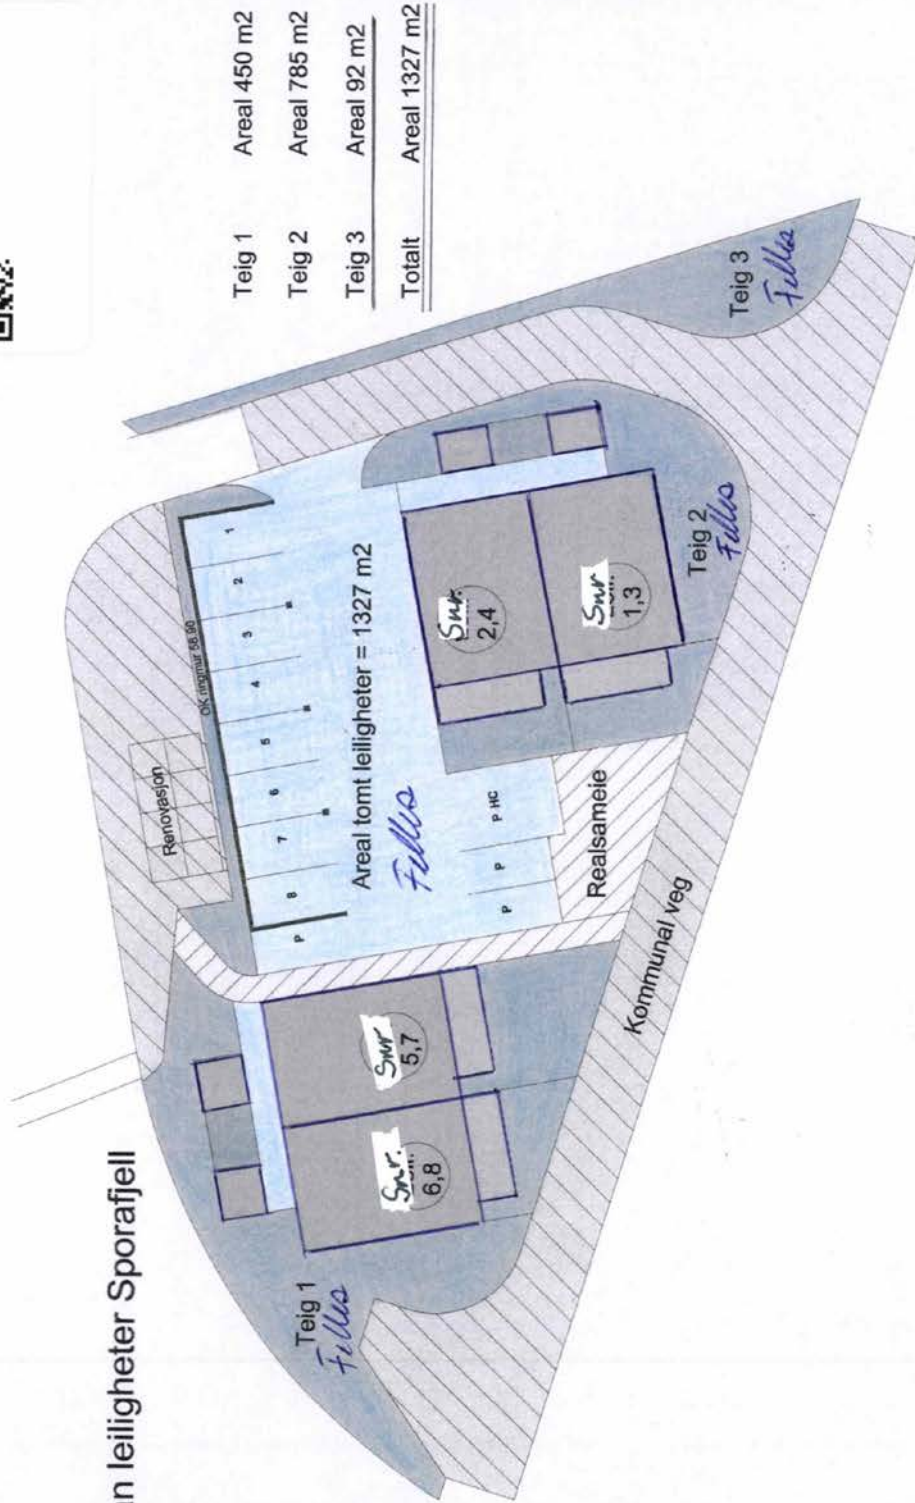 n leiligheter Sporafjell
Teig 1 Areal 450 m2
Teig 2 Areal 785 m2
Teig 3 Areal 92 m2
Totalt Areal 1327 m2
Renovasjon
OK ringmur 58.90
P 8 7 6 5 4 3 2 1
Areal tomt leiligheter = 1327 m2
Felles
P P P HC
Realsameie
Kommunal veg
Teig 1
Felles
Snr.
6,8
Snr
5,7
Snr.
2,4
Snr
1,3
Teig 2
Felles
Teig 3
Felles